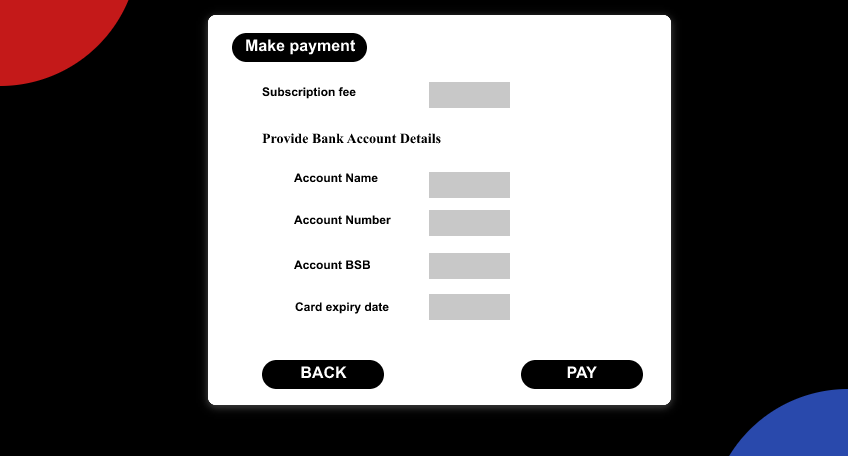 Make payment
Subscription fee
Provide Bank Account Details
Account Name
Account Number
Account BSB
Card expiry date
BACK
PAY